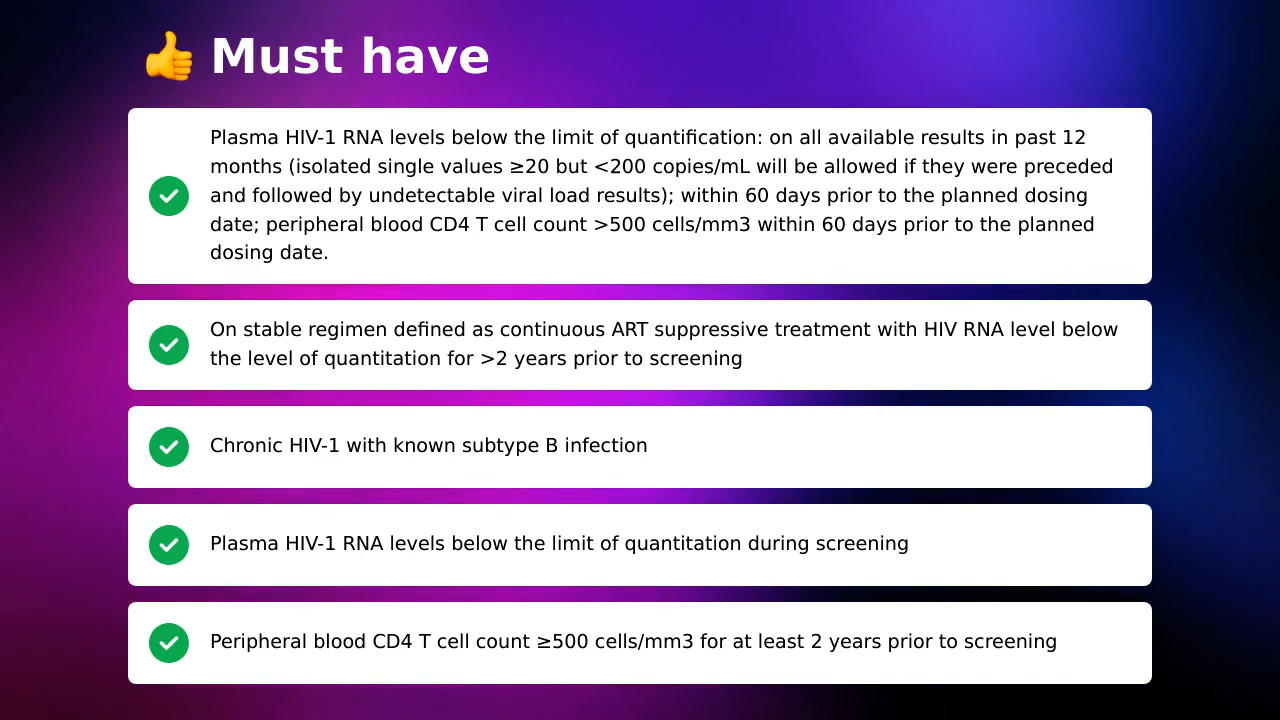 👍 Must have
Plasma HIV-1 RNA levels below the limit of quantification: on all available results in past 12
months (isolated single values ≥20 but <200 copies/mL will be allowed if they were preceded
and followed by undetectable viral load results); within 60 days prior to the planned dosing
date; peripheral blood CD4 T cell count >500 cells/mm3 within 60 days prior to the planned
dosing date.
On stable regimen defined as continuous ART suppressive treatment with HIV RNA level below
the level of quantitation for >2 years prior to screening
Chronic HIV-1 with known subtype B infection
Plasma HIV-1 RNA levels below the limit of quantitation during screening
Peripheral blood CD4 T cell count ≥500 cells/mm3 for at least 2 years prior to screening